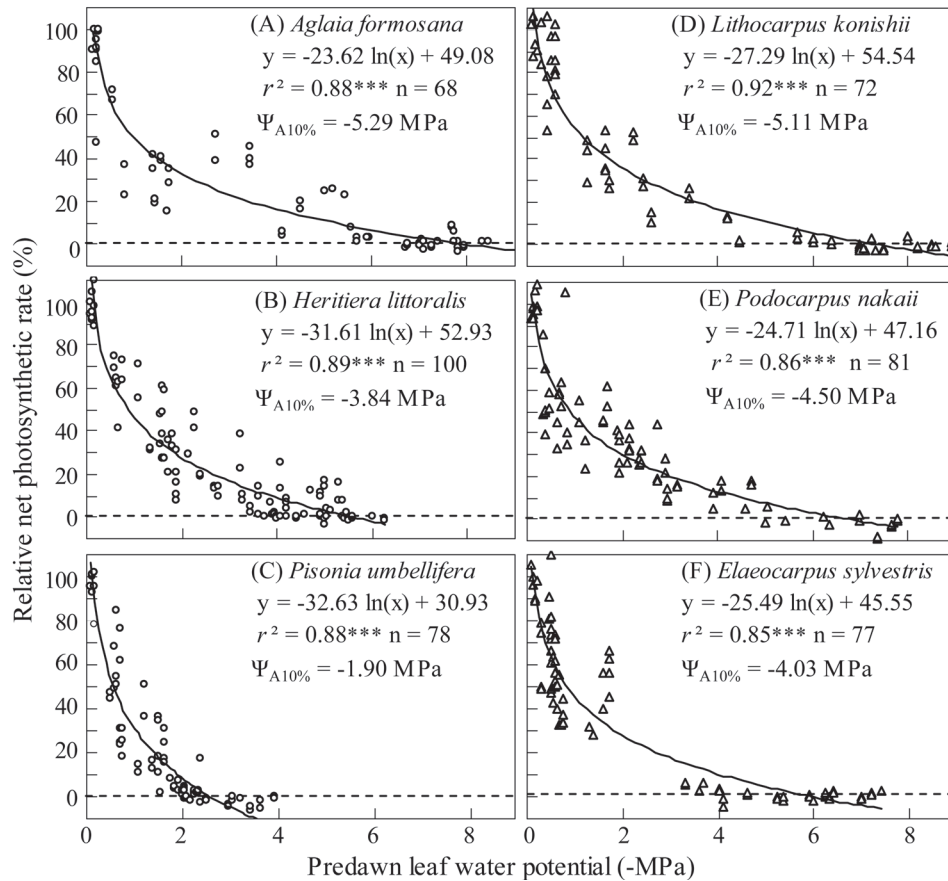 Relative net photosynthetic rate (%)
(A) Aglaia formosana
y = -23.62 ln(x) + 49.08
r² = 0.88*** n = 68
Ψ_A10% = -5.29 MPa
100
80
60
40
20
0
(D) Lithocarpus konishii
y = -27.29 ln(x) + 54.54
r² = 0.92*** n = 72
Ψ_A10% = -5.11 MPa
(B) Heritiera littoralis
y = -31.61 ln(x) + 52.93
r² = 0.89*** n = 100
Ψ_A10% = -3.84 MPa
100
80
60
40
20
0
(E) Podocarpus nakaii
y = -24.71 ln(x) + 47.16
r² = 0.86*** n = 81
Ψ_A10% = -4.50 MPa
(C) Pisonia umbellifera
y = -32.63 ln(x) + 30.93
r² = 0.88*** n = 78
Ψ_A10% = -1.90 MPa
100
80
60
40
20
0
0 2 4 6 8
(F) Elaeocarpus sylvestris
y = -25.49 ln(x) + 45.55
r² = 0.85*** n = 77
Ψ_A10% = -4.03 MPa
0 2 4 6 8
Predawn leaf water potential (-MPa)